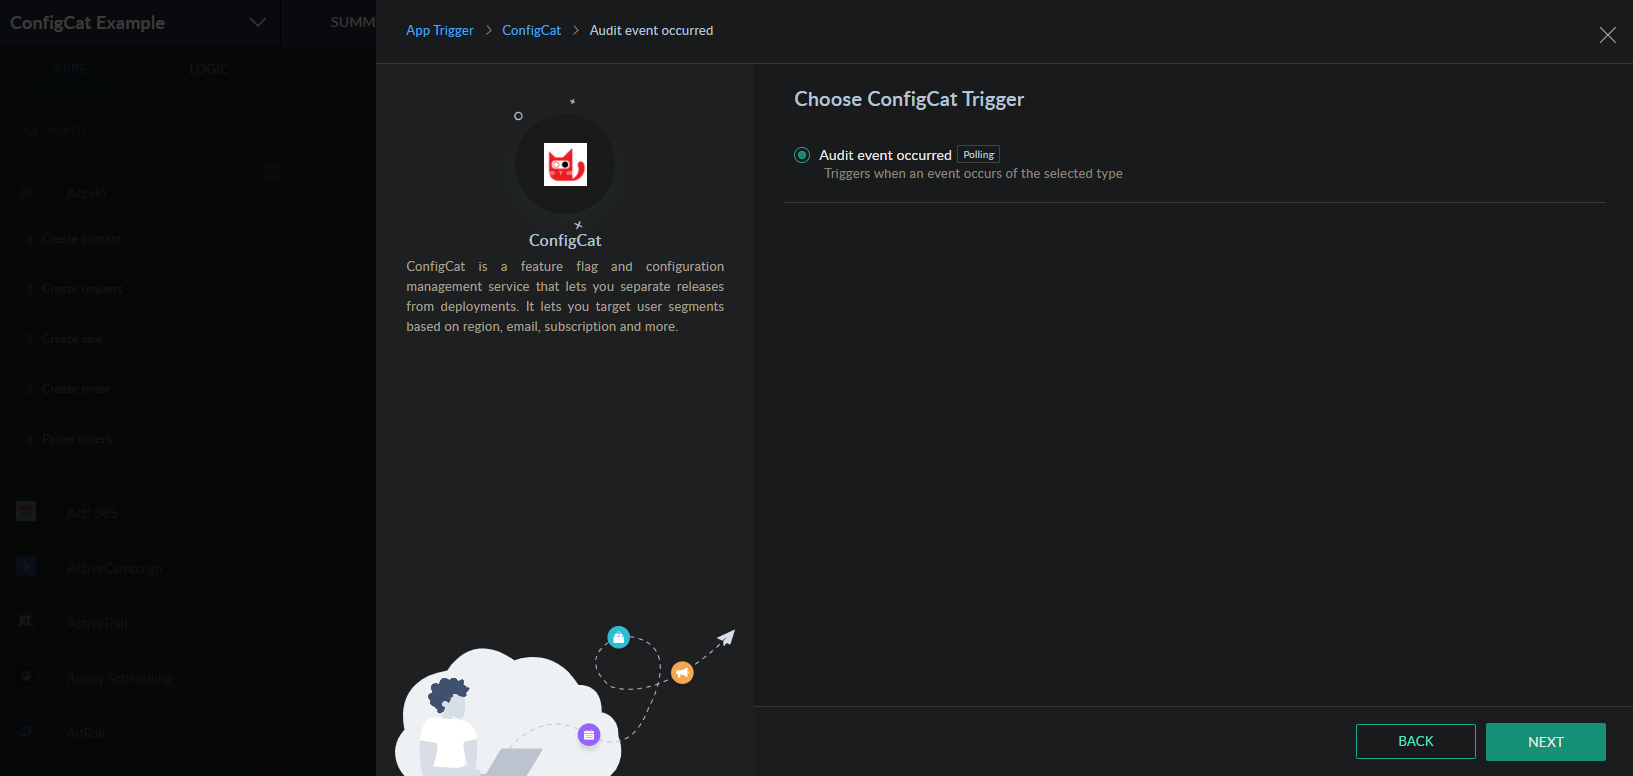 ConfigCat Example
SUMM
APPS
LOGIC
Search
Accelo
Create contact
Create request
Create sale
Create timer
Pause timers
Act! 365
ActiveCampaign
AT.
ActiveTrail
Acuity Scheduling
AdRoll
App Trigger > ConfigCat > Audit event occurred
ConfigCat
ConfigCat is a feature flag and configuration
management service that lets you separate releases
from deployments. It lets you target user segments
based on region, email, subscription and more.
Choose ConfigCat Trigger
Audit event occurred Polling
Triggers when an event occurs of the selected type
BACK
NEXT